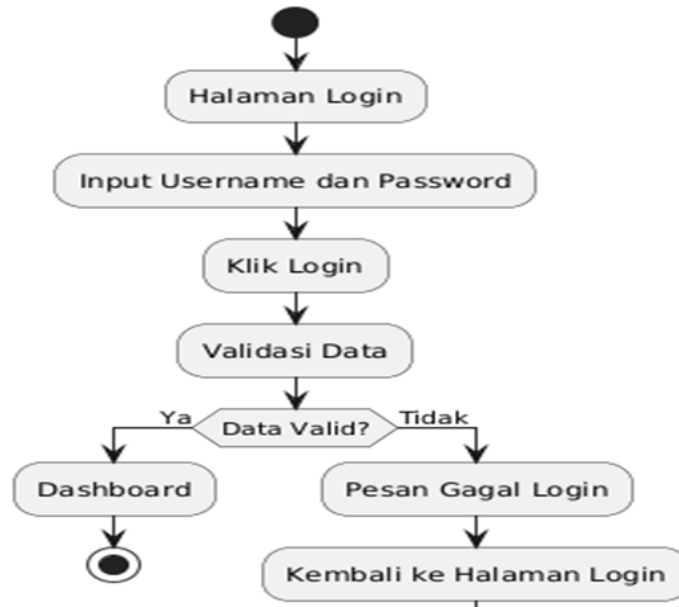 Halaman Login
Input Username dan Password
Klik Login
Validasi Data
Ya
Data Valid?
Tidak
Dashboard
Pesan Gagal Login
Kembali ke Halaman Login